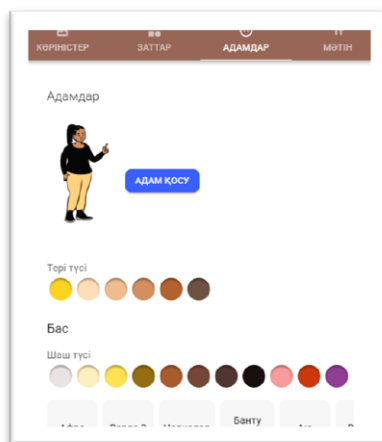 КӨРІНІСТЕР ЗАТТАР АДАМДАР МӘТІН
Адамдар
АДАМ ҚОСУ
Тері түсі
Бас
Шаш түсі
Банту